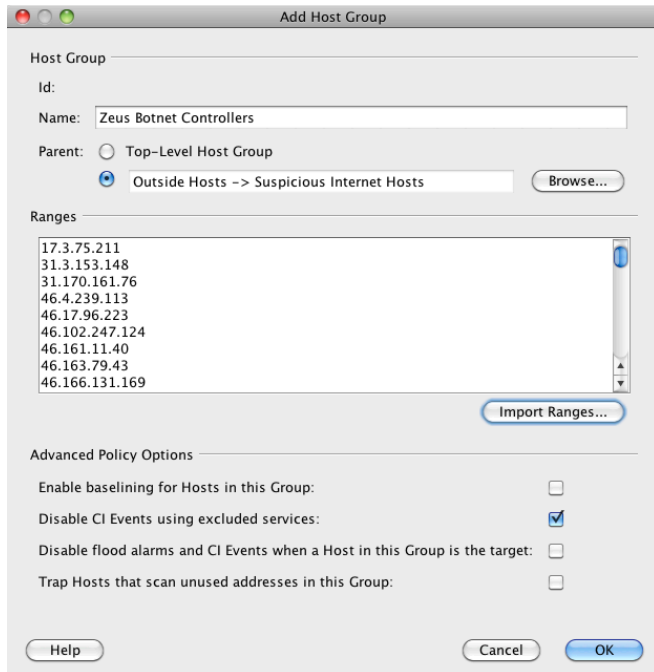 Add Host Group
Host Group
Id:
Name: Zeus Botnet Controllers
Parent: Top-Level Host Group
Outside Hosts -> Suspicious Internet Hosts Browse...
Ranges
17.3.75.211
31.3.153.148
31.170.161.76
46.4.239.113
46.17.96.223
46.102.247.124
46.161.11.40
46.163.79.43
46.166.131.169
Import Ranges...
Advanced Policy Options
Enable baselining for Hosts in this Group:
Disable CI Events using excluded services:
Disable flood alarms and CI Events when a Host in this Group is the target:
Trap Hosts that scan unused addresses in this Group:
Help Cancel OK